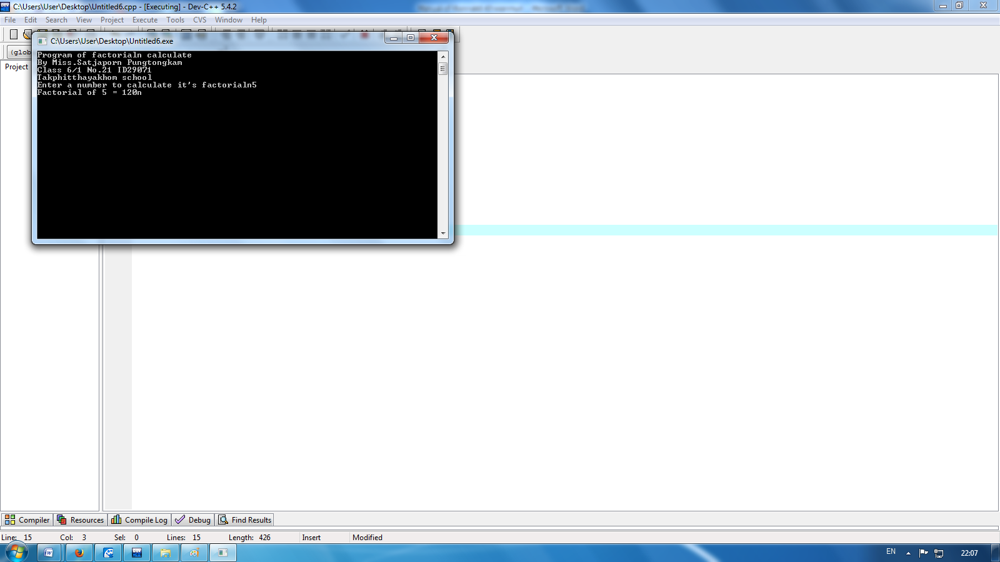 C:\Users\User\Desktop\Untitled6.cpp - [Executing] - Dev-C++ 5.4.2
File Edit Search View Project Execute Tools CVS Window Help
C:\Users\User\Desktop\Untitled6.exe
(glob
Project
Program of factorialn calculate
By Miss.Satjaporn Pungtongkam
Class 6/1 No.21 ID29071
Takphitthayakhom school
Enter a number to calculate it's factorialn5
Factorial of 5 = 120n
Compiler Resources Compile Log Debug Find Results
Line: 15 Col: 3 Sel: 0 Lines: 15 Length: 426 Insert Modified
EN 22:07